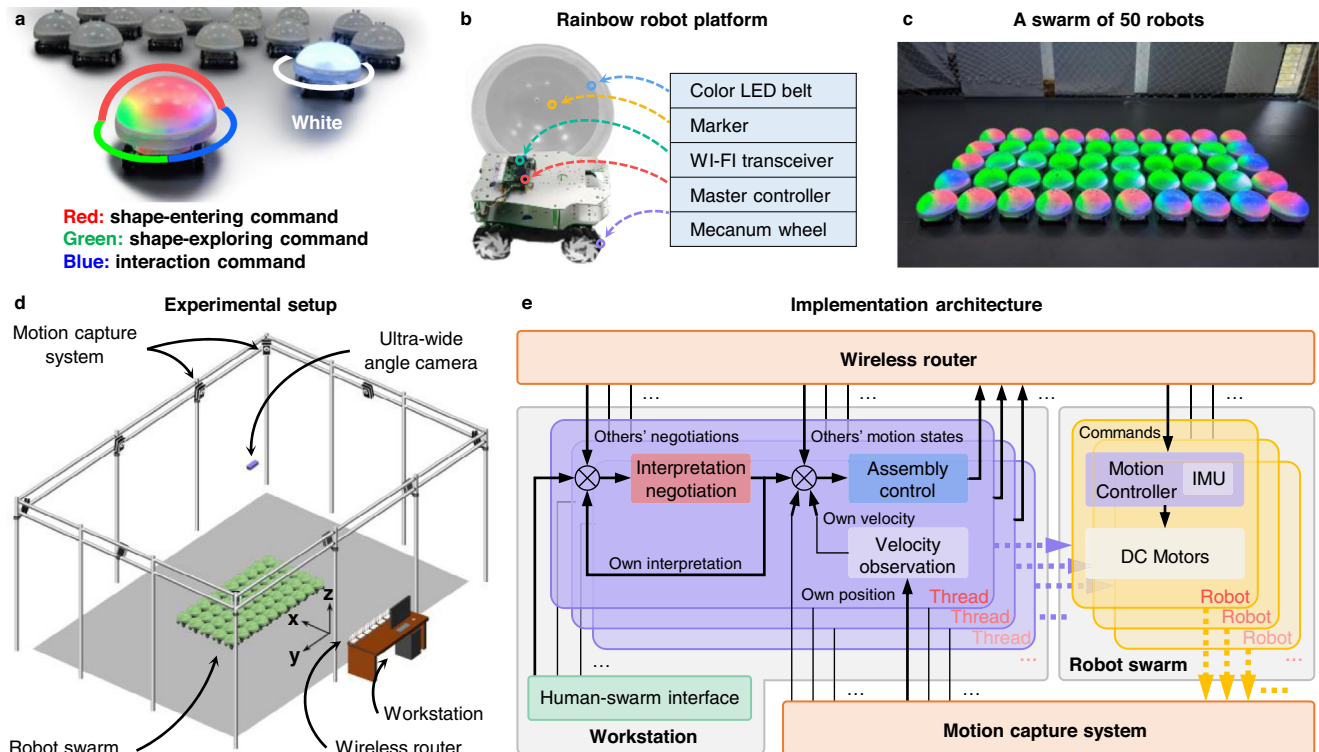 a
White
Red: shape-entering command
Green: shape-exploring command
Blue: interaction command
b
Rainbow robot platform
Color LED belt
Marker
WI-FI transceiver
Master controller
Mecanum wheel
c
A swarm of 50 robots
d
Experimental setup
Motion capture
system
Ultra-wide
angle camera
z
x
y
Workstation
Robot swarm
Wireless router
e
Implementation architecture
Wireless router
...
...
...
...
Others' negotiations
Others' motion states
Commands
Interpretation
negotiation
Assembly
control
Motion
Controller
IMU
Own velocity
Velocity
observation
DC Motors
Own interpretation
Own position
Thread
Thread
Thread
...
Robot
Robot
Robot
...
Robot swarm
...
Human-swarm interface
...
...
Workstation
Motion capture system